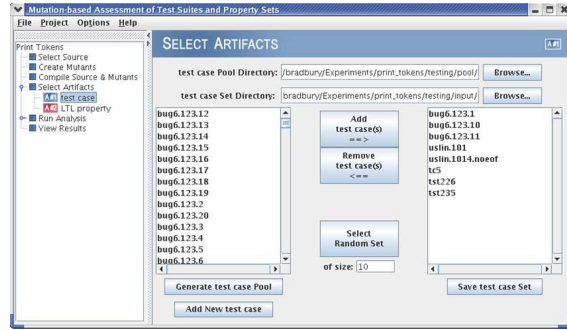 Mutation-based Assessment of Test Suites and Property Sets
File Project Options Help
Print Tokens
Select Source
Create Mutants
Compile Source & Mutants
Select Artifacts
test case
LTL property
Run Analysis
View Results
SELECT ARTIFACTS
test case Pool Directory: /bradbury/Experiments/print_tokens/testing/pool/ Browse...
test case Set Directory: bradbury/Experiments/print_tokens/testing/input/ Browse...
bug6.123.12
bug6.123.13
bug6.123.14
bug6.123.15
bug6.123.16
bug6.123.17
bug6.123.18
bug6.123.19
bug6.123.2
bug6.123.20
bug6.123.3
bug6.123.4
bug6.123.5
bug6.123.6
Add
test case(s)
==>
Remove
test case(s)
<==
Select
Random Set
of size: 10
bug6.123.1
bug6.123.10
bug6.123.11
uslin.101
uslin.1014.noeof
tc5
tst226
tst235
Generate test case Pool
Save test case Set
Add New test case